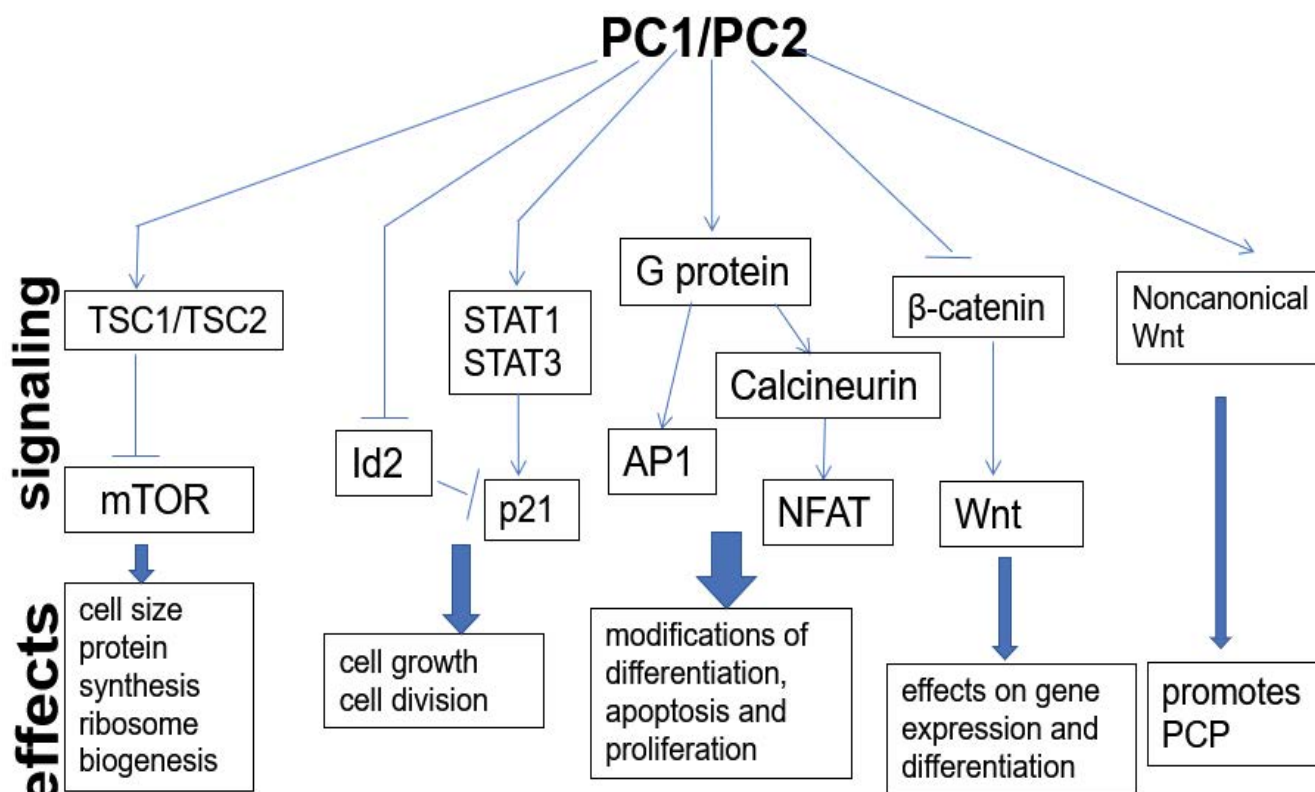 PC1/PC2
signaling
TSC1/TSC2
STAT1
STAT3
G protein
β-catenin
Noncanonical
Wnt
Calcineurin
Id2
AP1
mTOR
p21
NFAT
Wnt
effects
cell size
protein
synthesis
ribosome
biogenesis
cell growth
cell division
modifications of
differentiation,
apoptosis and
proliferation
effects on gene
expression and
differentiation
promotes
PCP